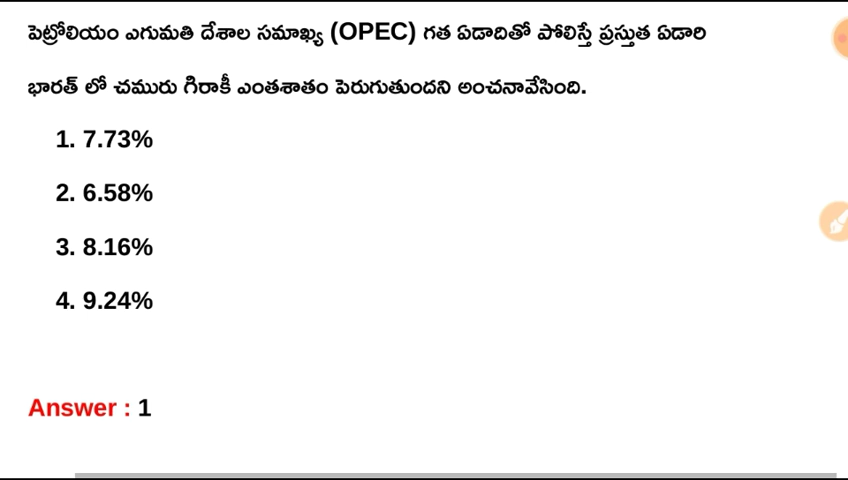 పెట్రోలియం ఎగుమతి దేశాల సమాఖ్య (OPEC) గత ఏడాదితో పోలిస్తే ప్రస్తుత ఏడారి
భారత్ లో చమురు గిరాకీ ఎంతశాతం పెరుగుతుందని అంచనావేసింది.
1. 7.73%
2. 6.58%
3. 8.16%
4. 9.24%
Answer : 1